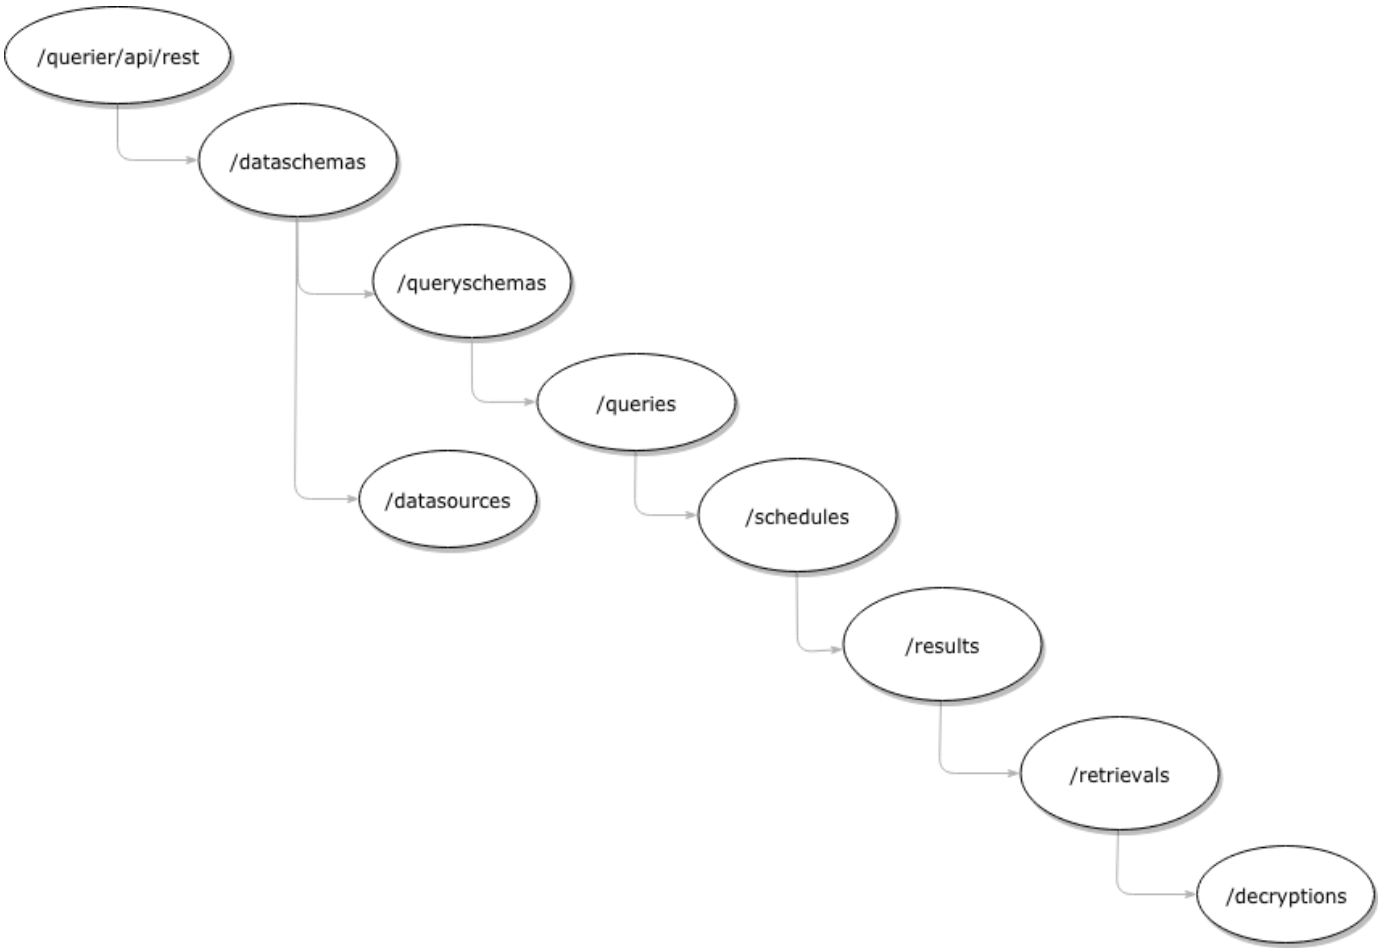 /querier/api/rest
/dataschemas
/queryschemas
/queries
/datasources
/schedules
/results
/retrievals
/decryptions